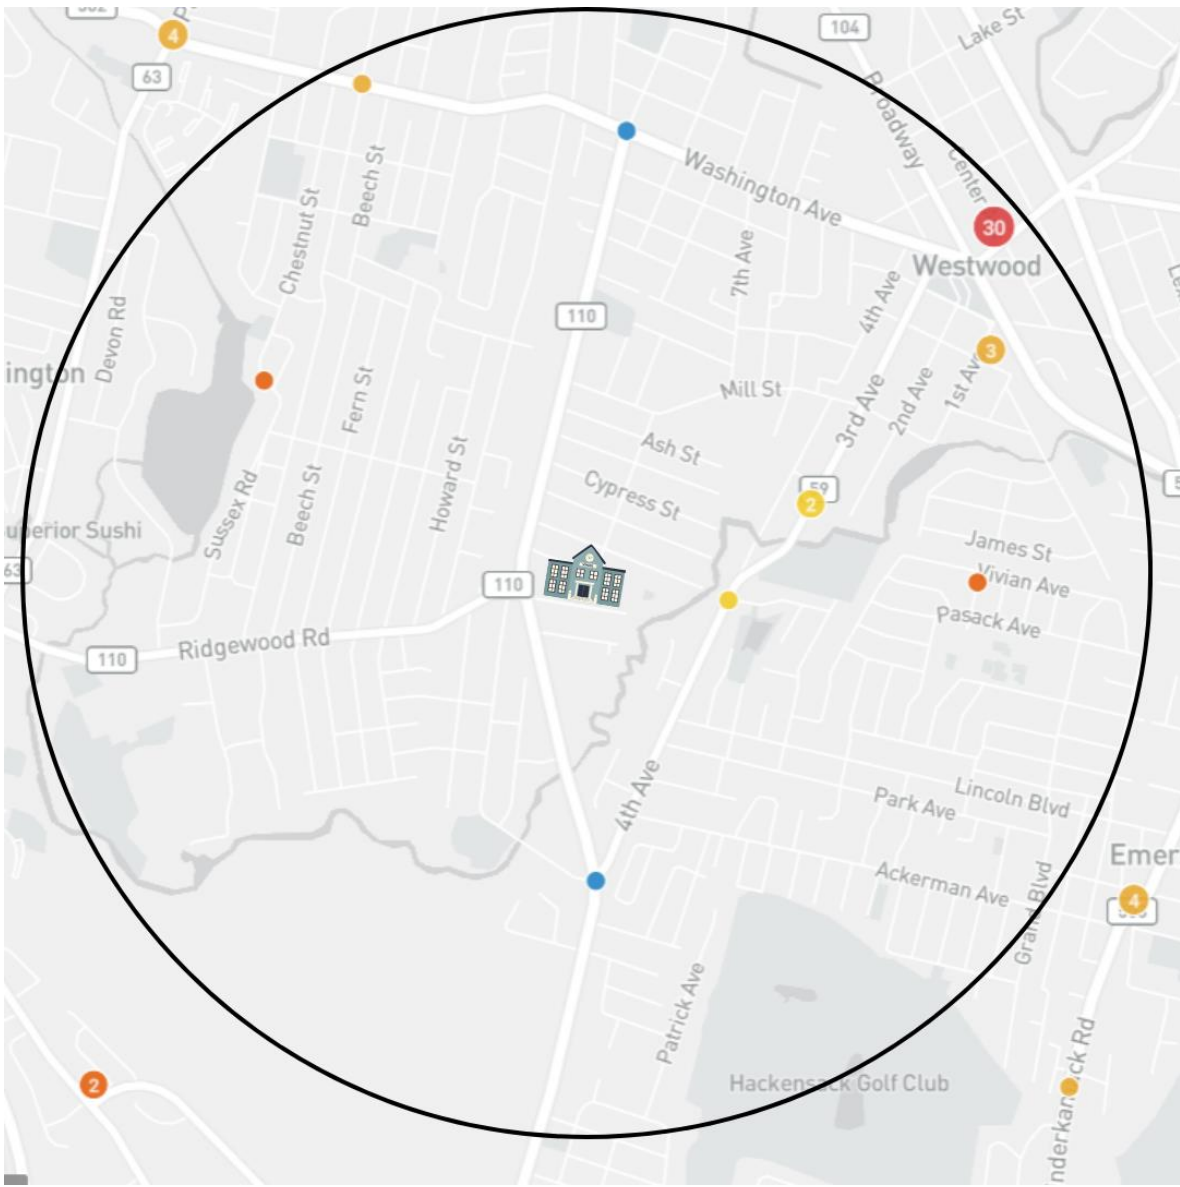 4
104
Lake St
63
Broadway
Center
Beech St
Washington Ave
30
Westwood
Chestnut St
7th Ave
4th Ave
110
Devon Rd
3
ington
Mill St
1st Ave
2nd Ave
3rd Ave
Fern St
Ash St
Howard St
Cypress St
59
2
Beech St
Sussex Rd
uperior Sushi
James St
63
110
Vivian Ave
Pasack Ave
Ridgewood Rd
110
4th Ave
Lincoln Blvd
Park Ave
Emer
Ackerman Ave
4
Grand Blvd
Patrick Ave
2
Hackensack Golf Club